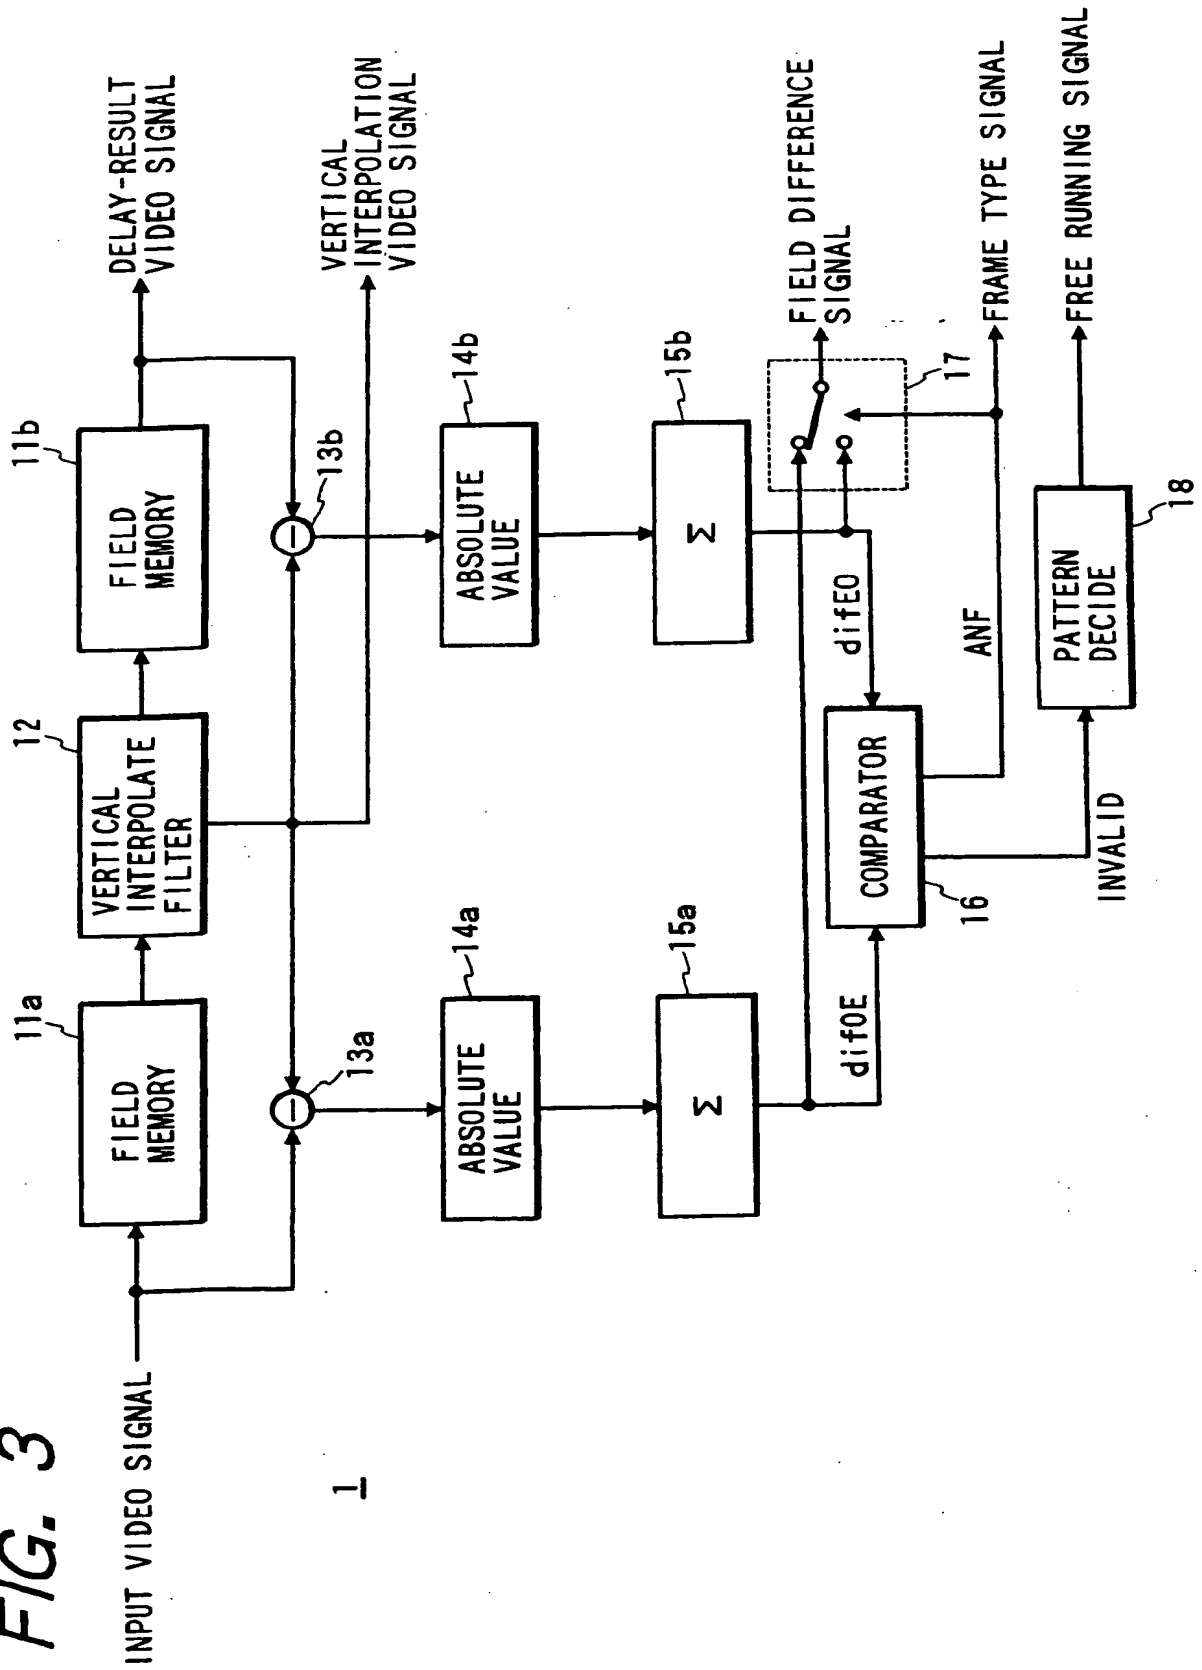 FIG. 3
INPUT VIDEO SIGNAL
1
11a
FIELD
MEMORY
12
VERTICAL
INTERPOLATE
FILTER
11b
FIELD
MEMORY
DELAY-RESULT
VIDEO SIGNAL
13a
13b
VERTICAL
INTERPOLATION
VIDEO SIGNAL
14a
ABSOLUTE
VALUE
14b
ABSOLUTE
VALUE
15a
Σ
15b
Σ
17
FIELD DIFFERENCE
SIGNAL
difOE
difEO
COMPARATOR
16
ANF
FRAME TYPE SIGNAL
INVALID
PATTERN
DECIDE
18
FREE RUNNING SIGNAL